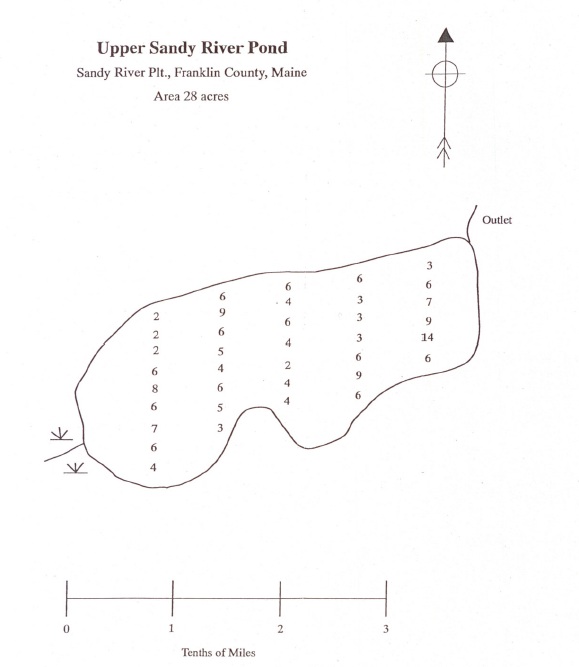 Upper Sandy River Pond
Sandy River Plt., Franklin County, Maine
Area 28 acres
Outlet
3
6 6
6 4 3 7
6 9 6 3 9
2 6 4 3 14
2 5 2 6 6
2 4 4 9
6 6 4 6
8 5
6 3
7
6
4
0 1 2 3
Tenths of Miles